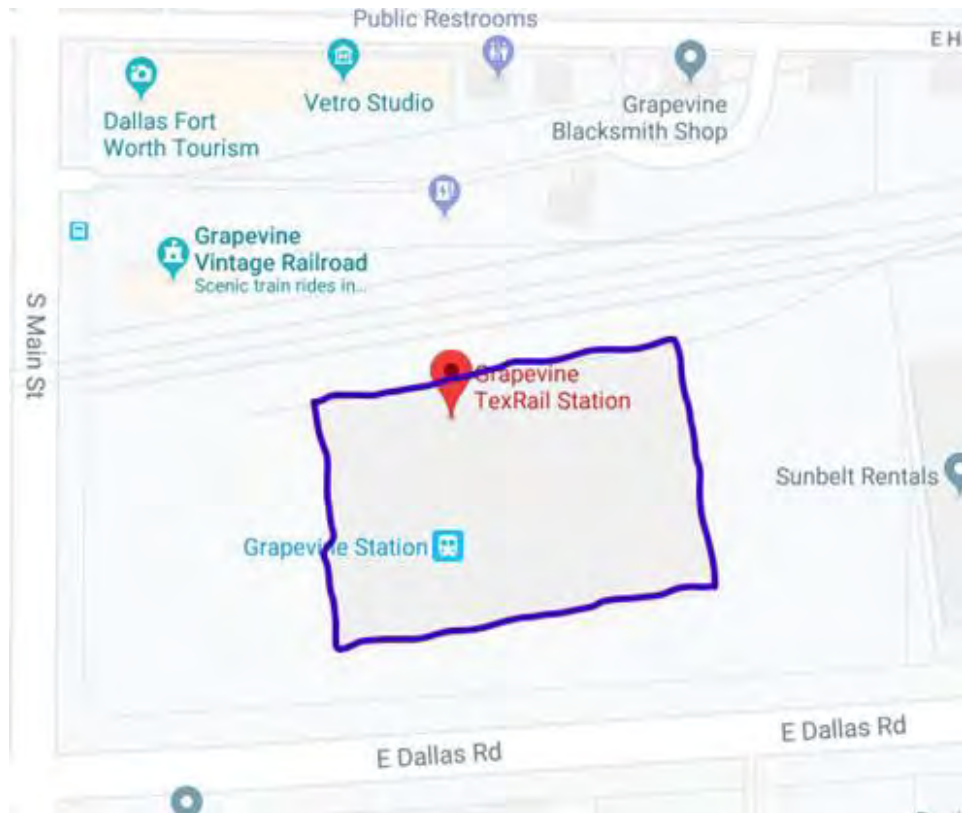 Public Restrooms
E H
Vetro Studio
Dallas Fort
Worth Tourism
Grapevine
Blacksmith Shop
Grapevine
Vintage Railroad
Scenic train rides in...
S Main St
Grapevine
TexRail Station
Sunbelt Rentals
Grapevine Station
E Dallas Rd
E Dallas Rd